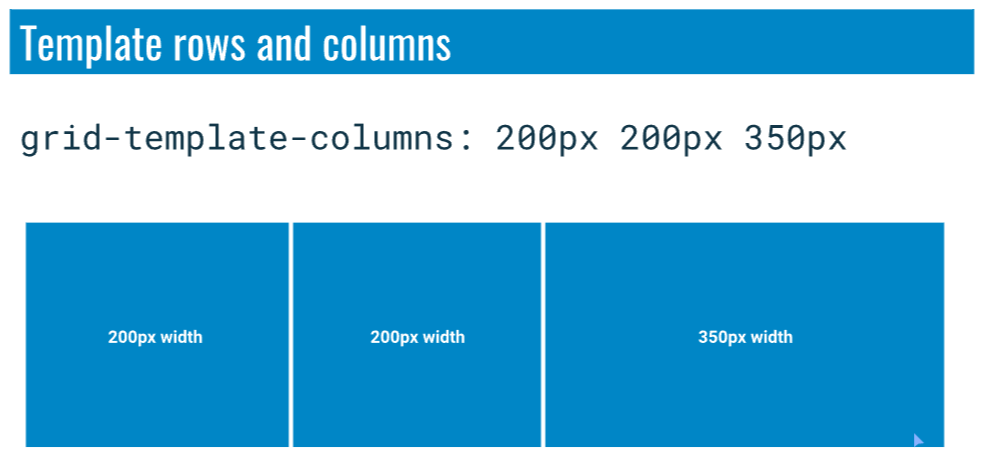 Template rows and columns
grid-template-columns: 200px 200px 350px
200px width
200px width
350px width